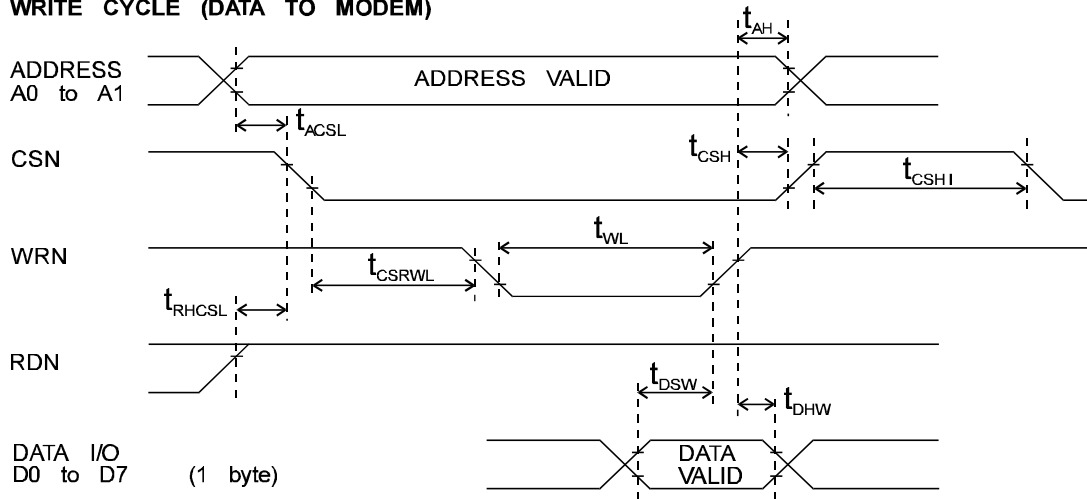 WRITE CYCLE (DATA TO MODEM)
tAH
ADDRESS
A0 to A1
ADDRESS VALID
tACSL
CSN
tCSH
tCSHI
WRN
tWL
tCSRWL
tRHCSL
RDN
tDSW
tDHW
DATA I/O
D0 to D7 (1 byte)
DATA
VALID